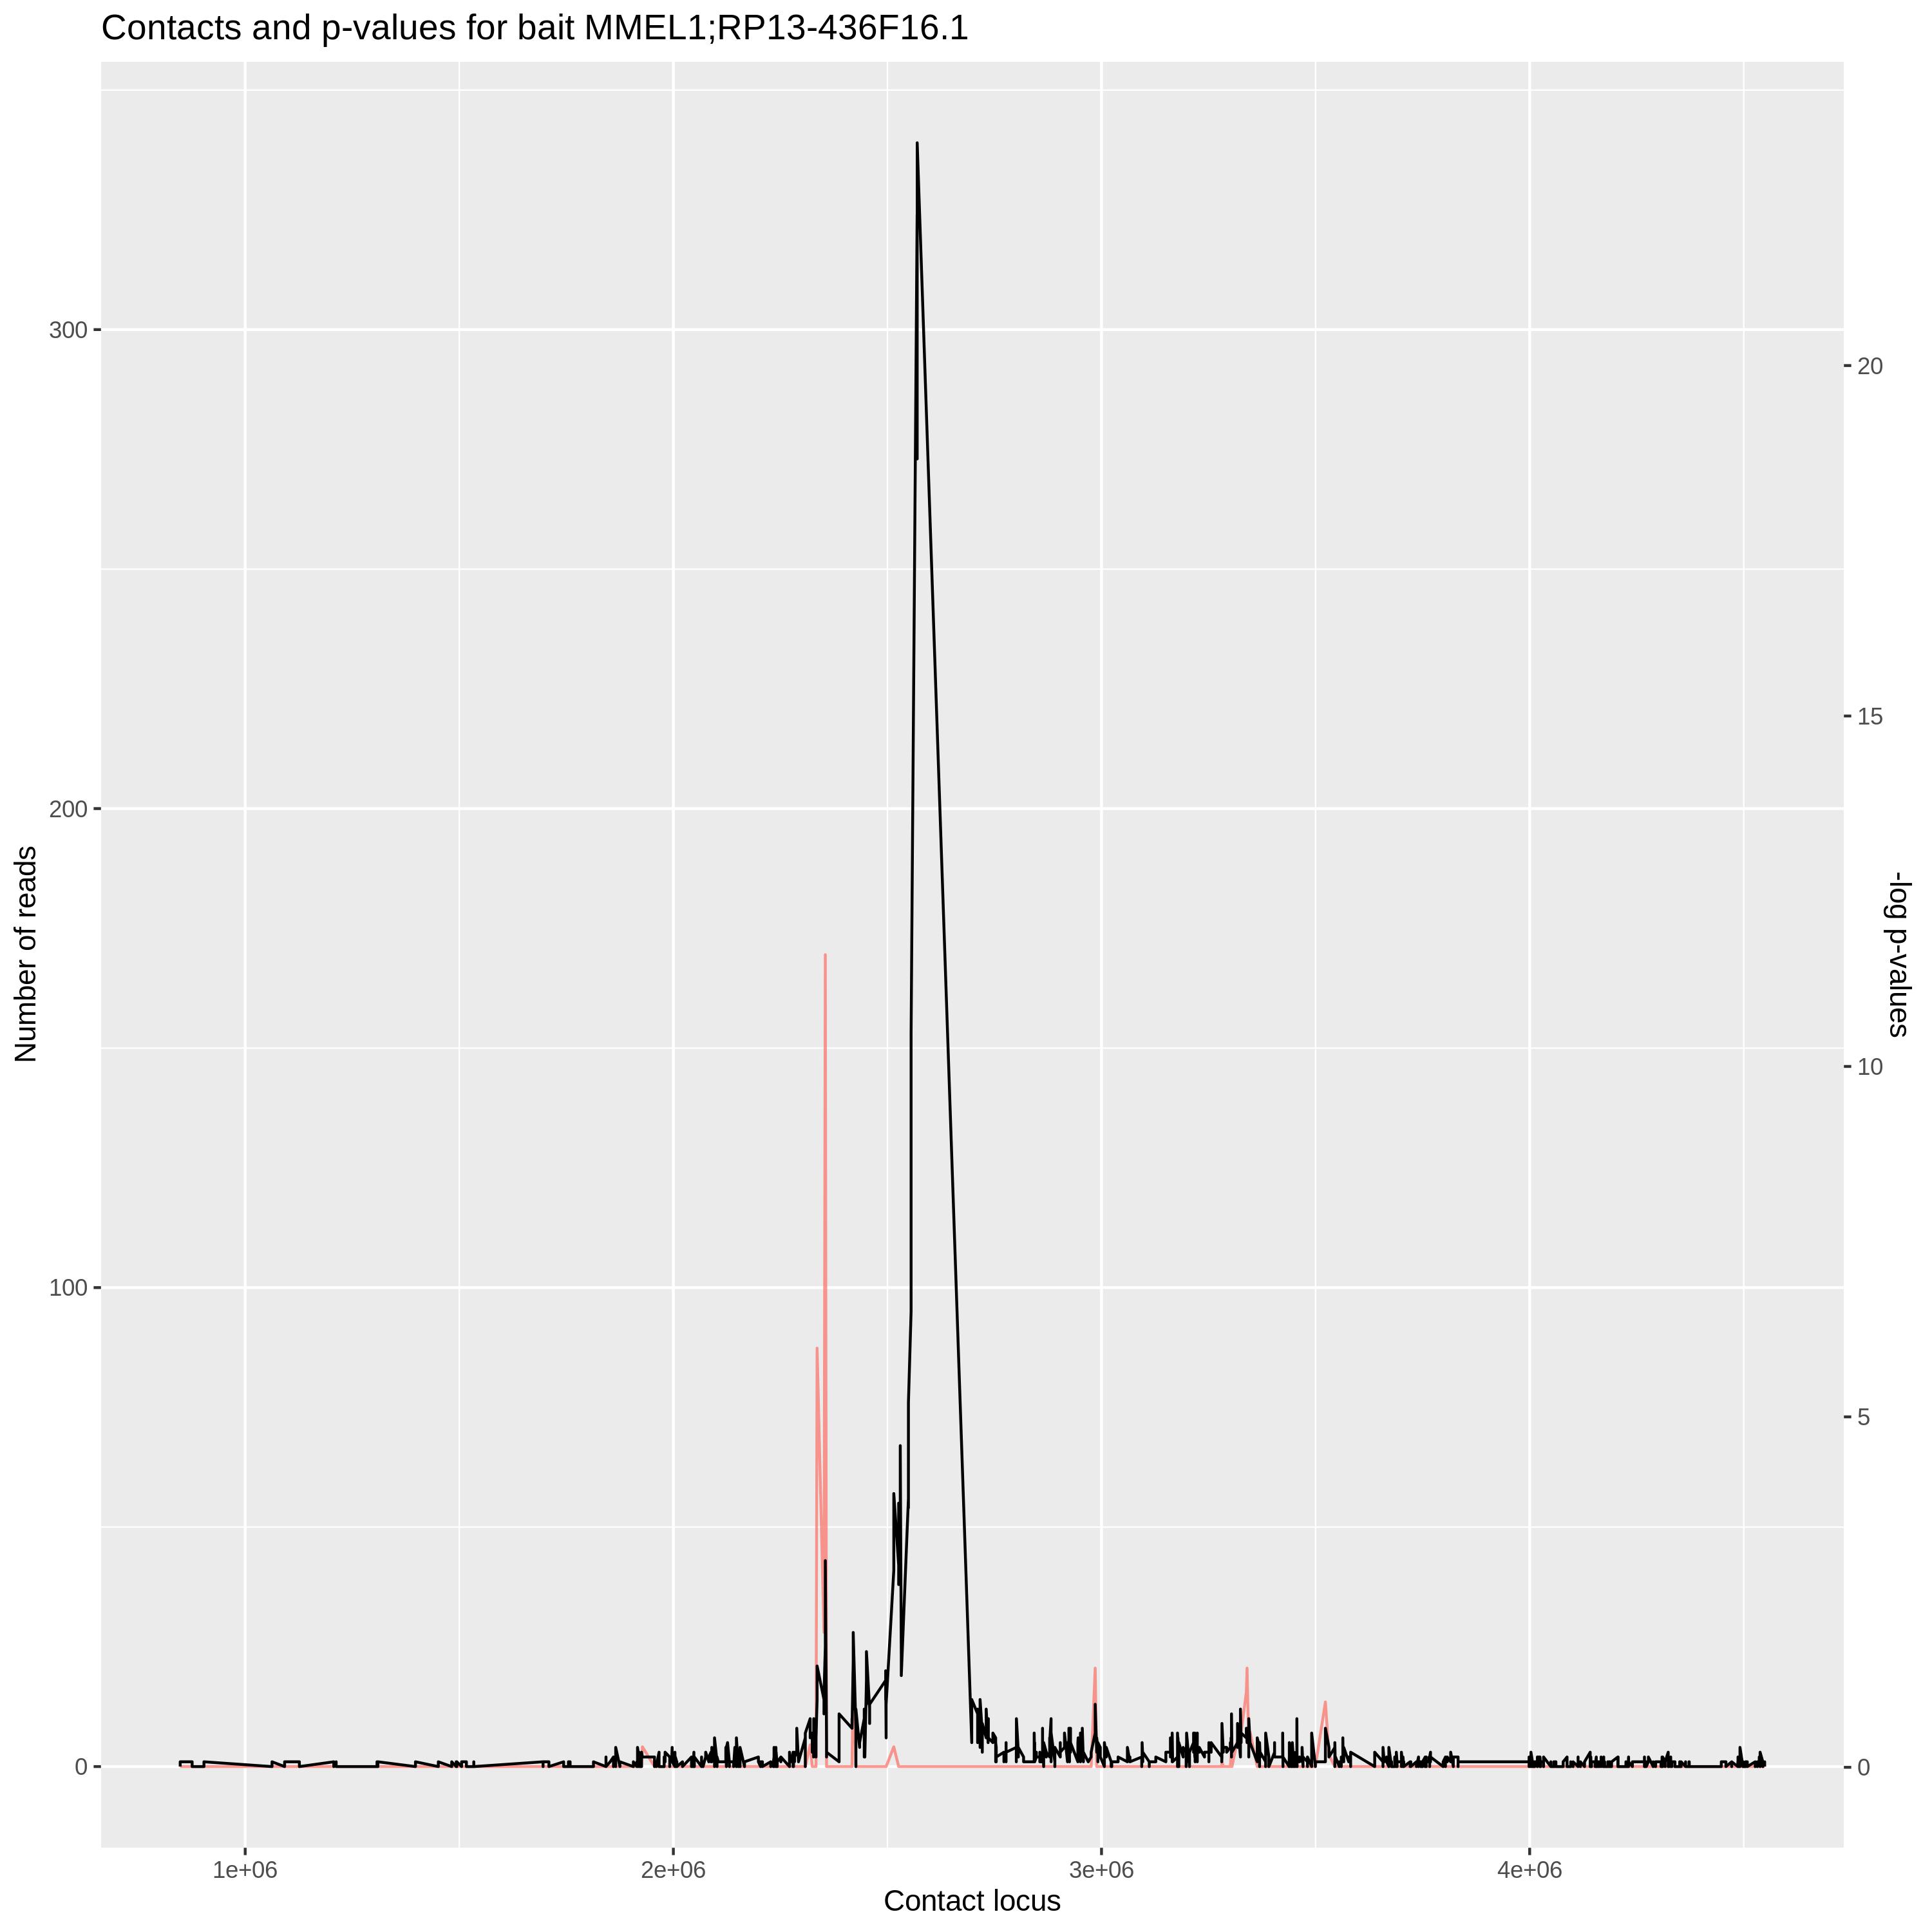 Contacts and p-values for bait MMEL1;RP13-436F16.1
Number of reads
300
200
100
0
20
15
10
5
0
-log p-values
1e+06
2e+06
3e+06
4e+06
Contact locus